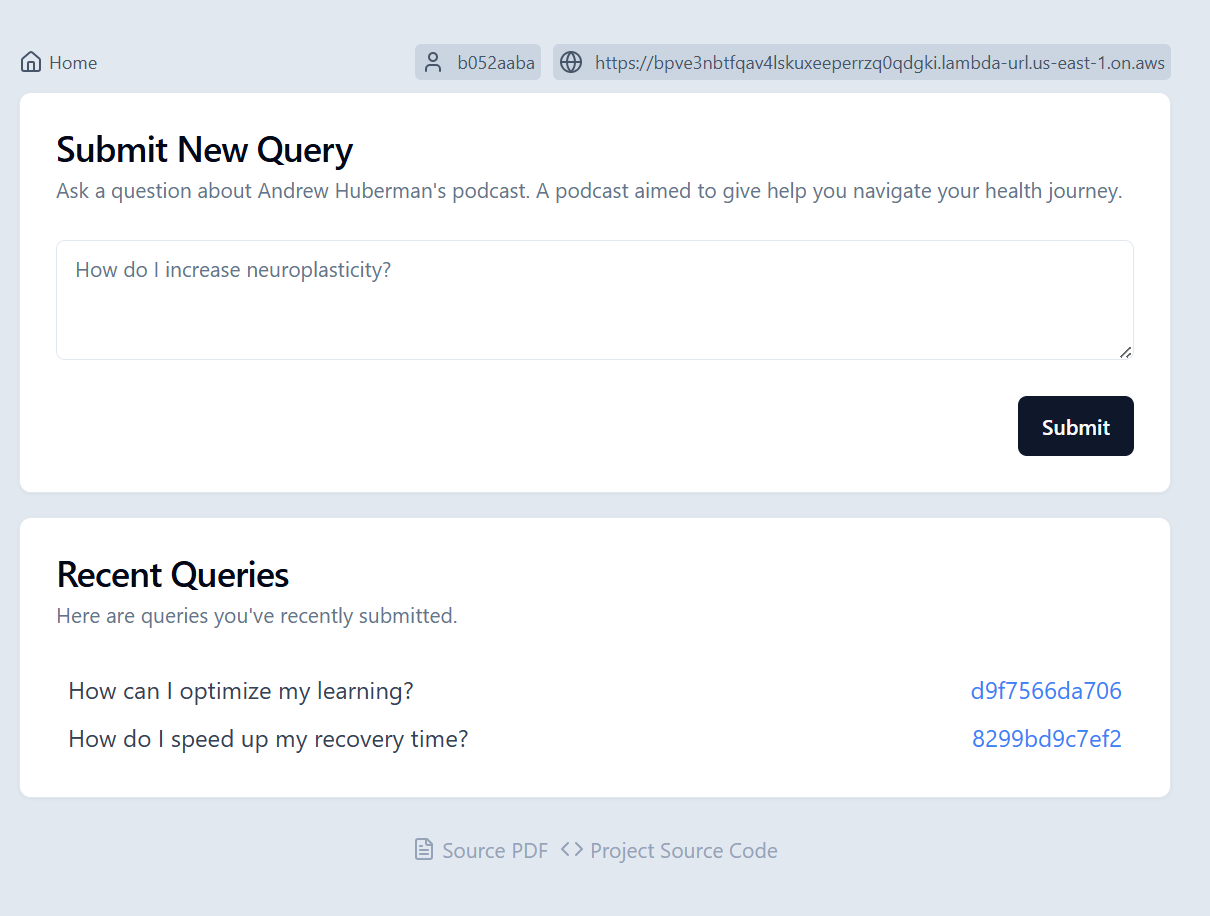 Home b052aaba https://bpve3nbtfqav4lskuxeeperrzq0qdgki.lambda-url.us-east-1.on.aws
Submit New Query
Ask a question about Andrew Huberman's podcast. A podcast aimed to give help you navigate your health journey.
How do I increase neuroplasticity?
Submit
Recent Queries
Here are queries you've recently submitted.
How can I optimize my learning? d9f7566da706
How do I speed up my recovery time? 8299bd9c7ef2
Source PDF Project Source Code